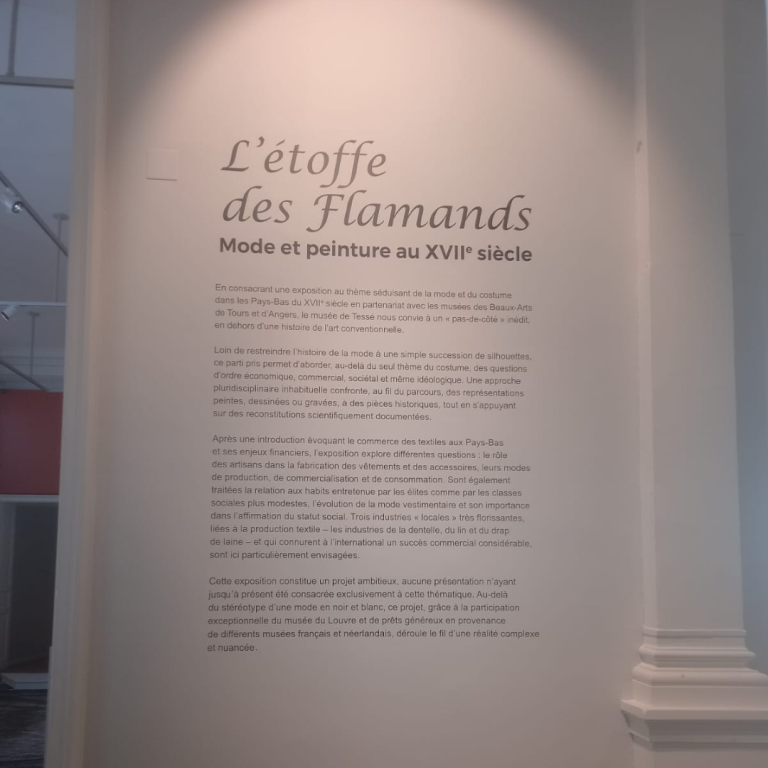 L'étoffe
des Flamands
Mode et peinture au XVIIe siècle
En consacrant une exposition au thème séduisant de la mode et du costume
dans les Pays-Bas du XVIIe siècle en partenariat avec les musées des Beaux-Arts
de Tours et d'Angers, le musée de Tessé nous convie à un « pas-de-côté » inédit,
en dehors d'une histoire de l'art conventionnelle.
Loin de restreindre l'histoire de la mode à une simple succession de silhouettes,
ce parti pris permet d'aborder, au-delà du seul thème du costume, des questions
d'ordre économique, commercial, sociétal et même idéologique. Une approche
pluridisciplinaire inhabituelle confronte, au fil du parcours, des représentations
peintes, dessinées ou gravées, à des pièces historiques, tout en s'appuyant
sur des reconstitutions scientifiquement documentées.
Après une introduction évoquant le commerce des textiles aux Pays-Bas
et ses enjeux financiers, l'exposition explore différentes questions : le rôle
des artisans dans la fabrication des vêtements et des accessoires, leurs modes
de production, de commercialisation et de consommation. Sont également
traitées la relation aux habits entretenue par les élites comme par les classes
sociales plus modestes, l'évolution de la mode vestimentaire et son importance
dans l'affirmation du statut social. Trois industries « locales » très florissantes,
liées à la production textile – les industries de la dentelle, du lin et du drap
de laine – et qui connurent à l'international un succès commercial considérable,
sont ici particulièrement envisagées.
Cette exposition constitue un projet ambitieux, aucune présentation n'ayant
jusqu'à présent été consacrée exclusivement à cette thématique. Au-delà
du stéréotype d'une mode en noir et blanc, ce projet, grâce à la participation
exceptionnelle du musée du Louvre et de prêts généreux en provenance
de différents musées français et néerlandais, déroule le fil d'une réalité complexe
et nuancée.